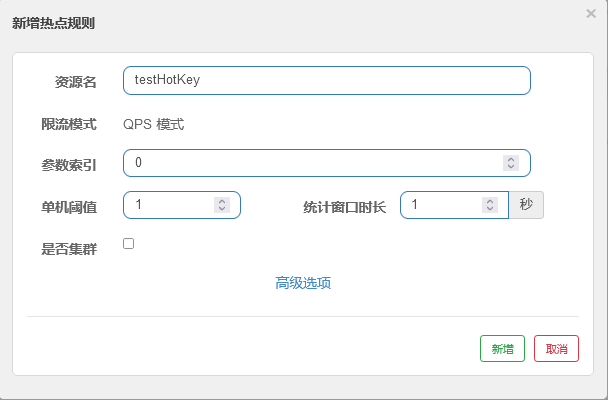 新增热点规则
×
资源名 testHotKey
限流模式 QPS 模式
参数索引 0
单机阈值 1 统计窗口时长 1 秒
是否集群
高级选项
新增 取消